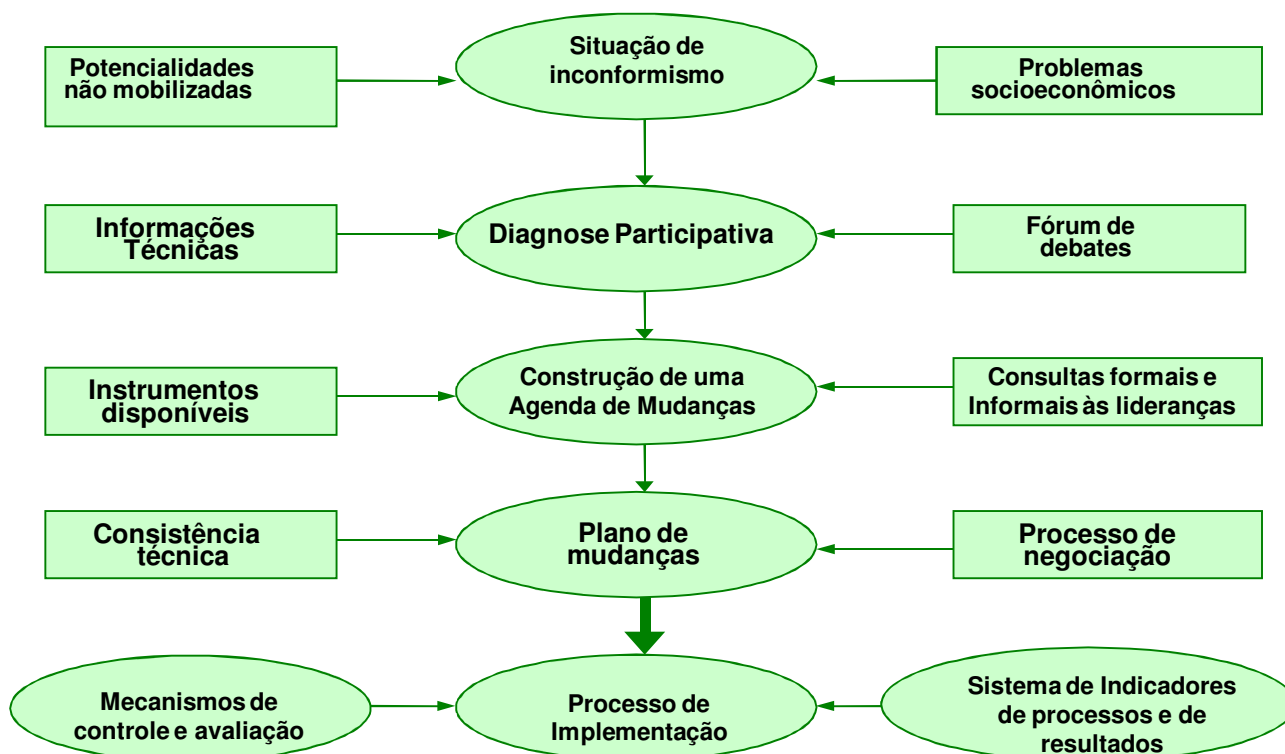 Potencialidades
não mobilizadas
Situação de
inconformismo
Problemas
socioeconômicos
Informações
Técnicas
Diagnose Participativa
Fórum de
debates
Instrumentos
disponíveis
Construção de uma
Agenda de Mudanças
Consultas formais e
Informais às lideranças
Consistência
técnica
Plano de
mudanças
Processo de
negociação
Mecanismos de
controle e avaliação
Processo de
Implementação
Sistema de Indicadores
de processos e de
resultados